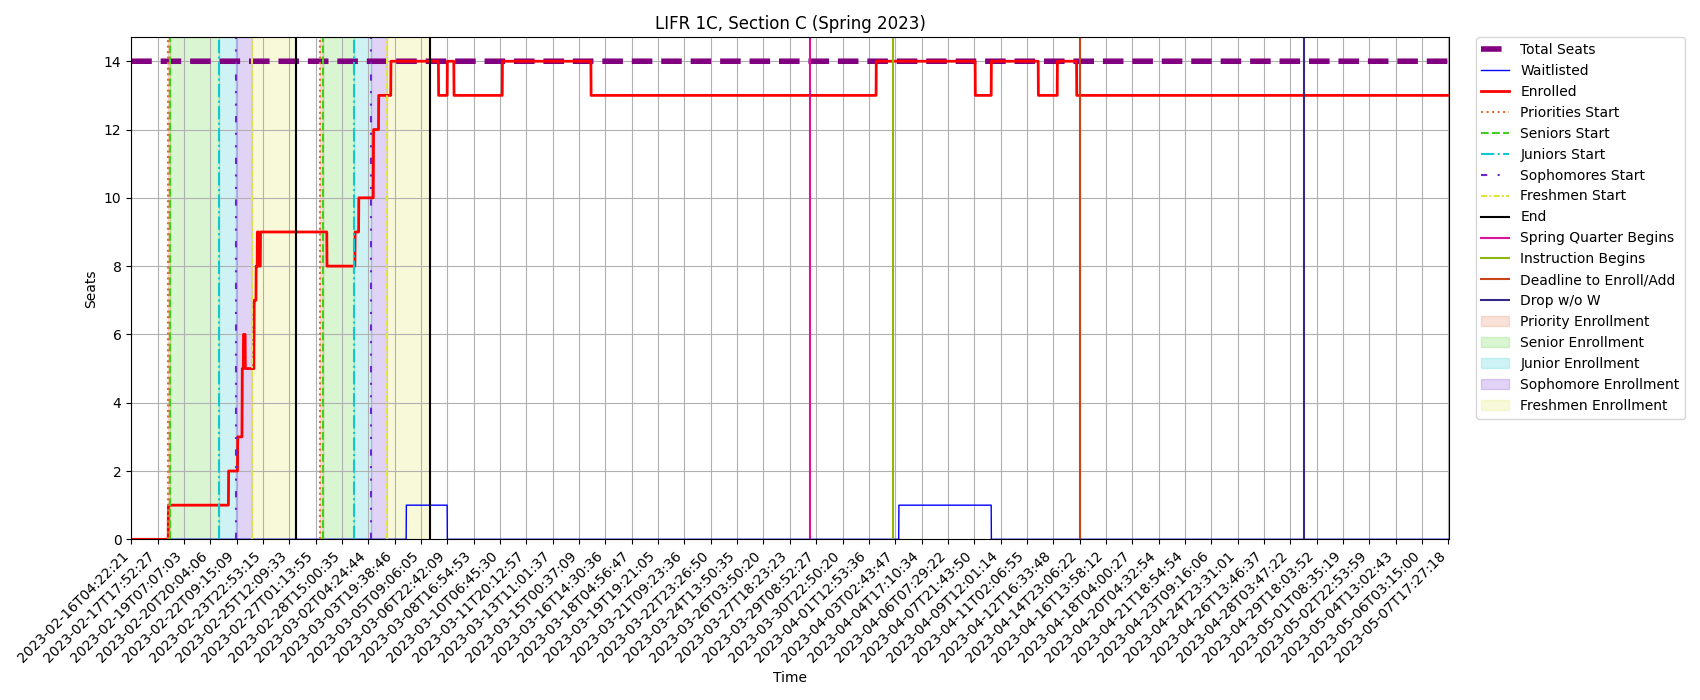 LIFR 1C, Section C (Spring 2023)
Seats
14
12
10
8
6
4
2
0
2023-02-16T04:22:21
2023-02-17T17:52:27
2023-02-19T07:07:03
2023-02-20T20:04:06
2023-02-22T09:15:09
2023-02-23T22:53:15
2023-02-25T12:09:33
2023-02-27T01:13:55
2023-02-28T15:00:35
2023-03-02T04:24:44
2023-03-03T19:38:46
2023-03-05T09:06:05
2023-03-06T22:42:09
2023-03-08T16:54:53
2023-03-10T06:45:30
2023-03-11T20:12:57
2023-03-13T11:01:37
2023-03-15T00:37:09
2023-03-16T14:30:36
2023-03-18T04:56:47
2023-03-19T19:21:05
2023-03-21T09:23:36
2023-03-22T23:26:50
2023-03-24T13:50:35
2023-03-26T03:50:20
2023-03-27T18:23:23
2023-03-29T08:52:27
2023-03-30T22:50:20
2023-04-01T12:53:36
2023-04-03T02:43:47
2023-04-04T17:10:34
2023-04-06T07:29:22
2023-04-07T21:43:50
2023-04-09T12:01:14
2023-04-11T02:06:55
2023-04-12T16:33:48
2023-04-14T23:06:22
2023-04-16T13:58:12
2023-04-18T04:00:27
2023-04-20T04:32:54
2023-04-21T18:54:54
2023-04-23T09:16:06
2023-04-24T23:31:01
2023-04-26T13:46:37
2023-04-28T03:47:22
2023-04-29T18:03:52
2023-05-01T08:35:19
2023-05-02T22:53:59
2023-05-04T13:02:43
2023-05-06T03:15:00
2023-05-07T17:27:18
Time
Total Seats
Waitlisted
Enrolled
Priorities Start
Seniors Start
Juniors Start
Sophomores Start
Freshmen Start
End
Spring Quarter Begins
Instruction Begins
Deadline to Enroll/Add
Drop w/o W
Priority Enrollment
Senior Enrollment
Junior Enrollment
Sophomore Enrollment
Freshmen Enrollment